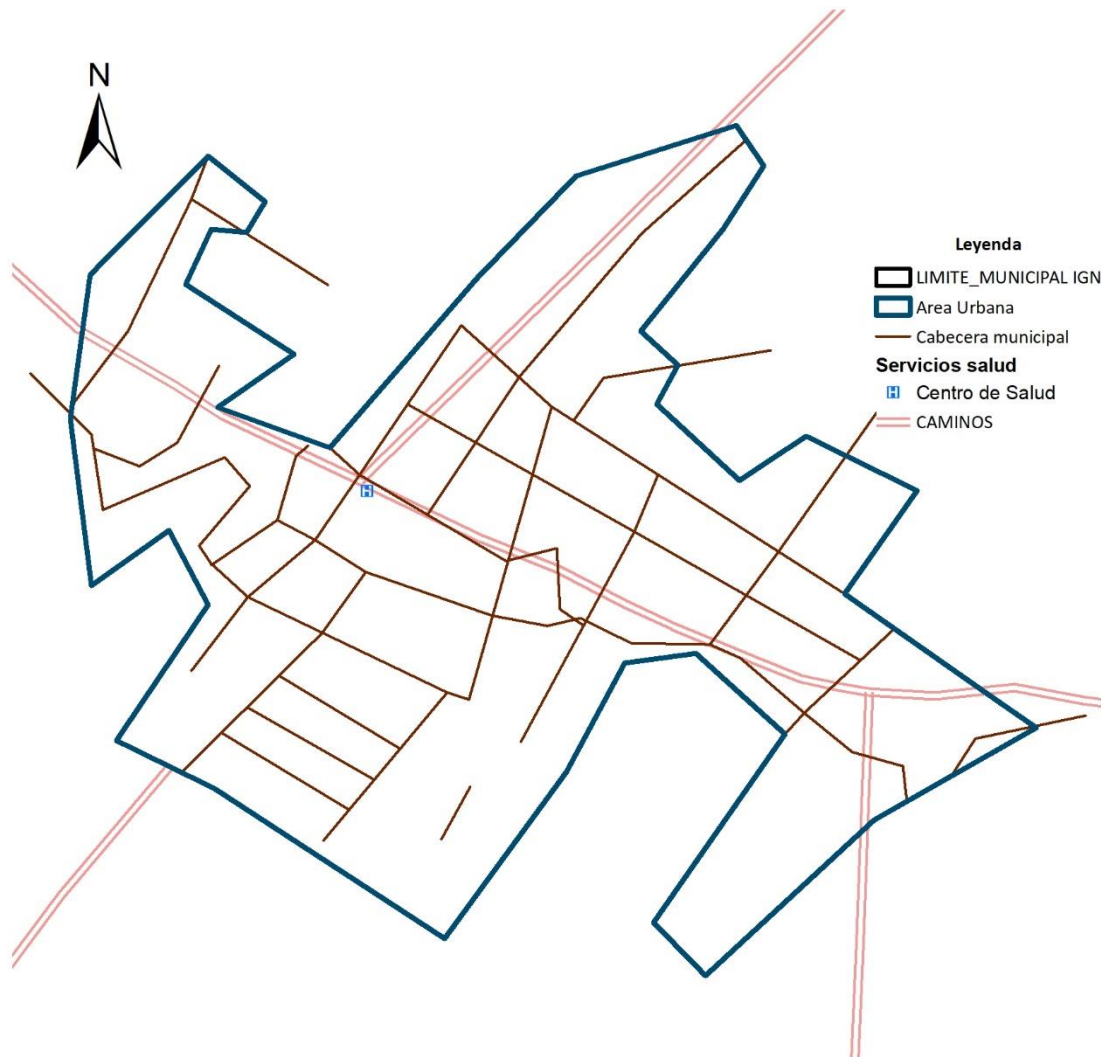 N
Leyenda
LIMITE_MUNICIPAL IGN
Area Urbana
Cabecera municipal
Servicios salud
H Centro de Salud
CAMINOS
H